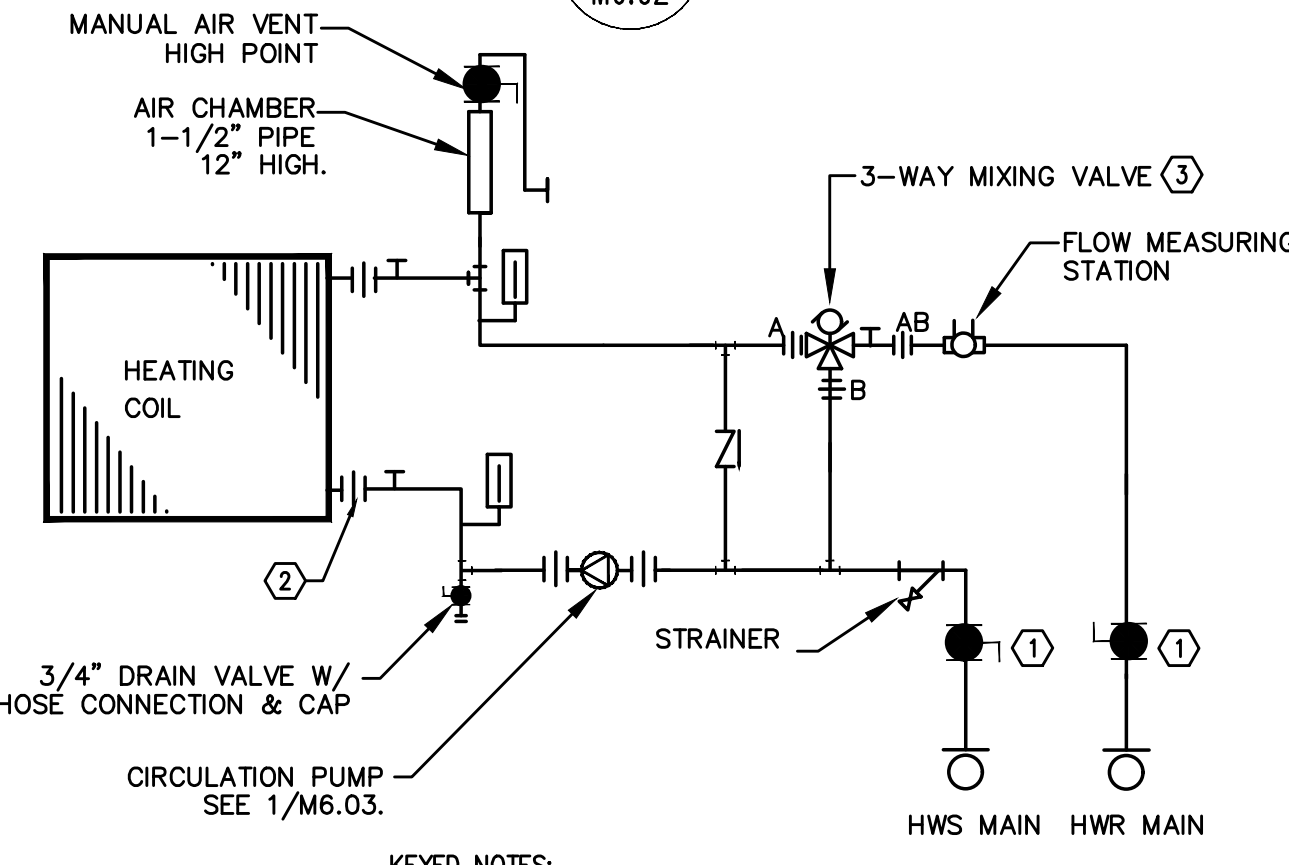 MANUAL AIR VENT
HIGH POINT
AIR CHAMBER
1-1/2" PIPE
12" HIGH.
3-WAY MIXING VALVE 3
FLOW MEASURING
STATION
A
AB
B
HEATING
COIL
2
STRAINER
1
1
3/4" DRAIN VALVE W/
HOSE CONNECTION & CAP
CIRCULATION PUMP
SEE 1/M6.03.
HWS MAIN
HWR MAIN
KEYED NOTES: